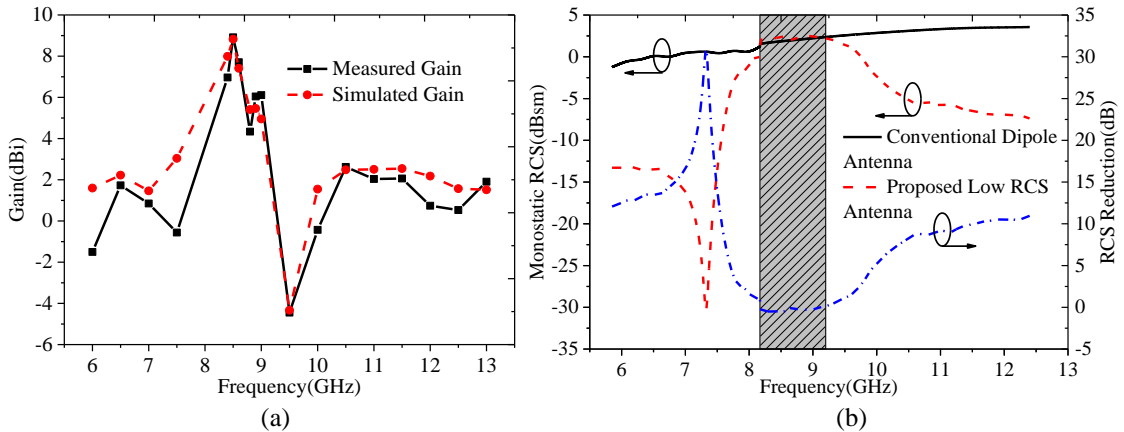 10
8
6
4
2
0
-2
-4
-6
Gain(dBi)
Measured Gain
Simulated Gain
6 7 8 9 10 11 12 13
Frequency(GHz)
(a)
5
0
-5
-10
-15
-20
-25
-30
-35
Monostatic RCS(dBsm)
Conventional Dipole
Antenna
Proposed Low RCS
Antenna
35
30
25
20
15
10
5
0
-5
RCS Reduction(dB)
6 7 8 9 10 11 12 13
Frequency(GHz)
(b)